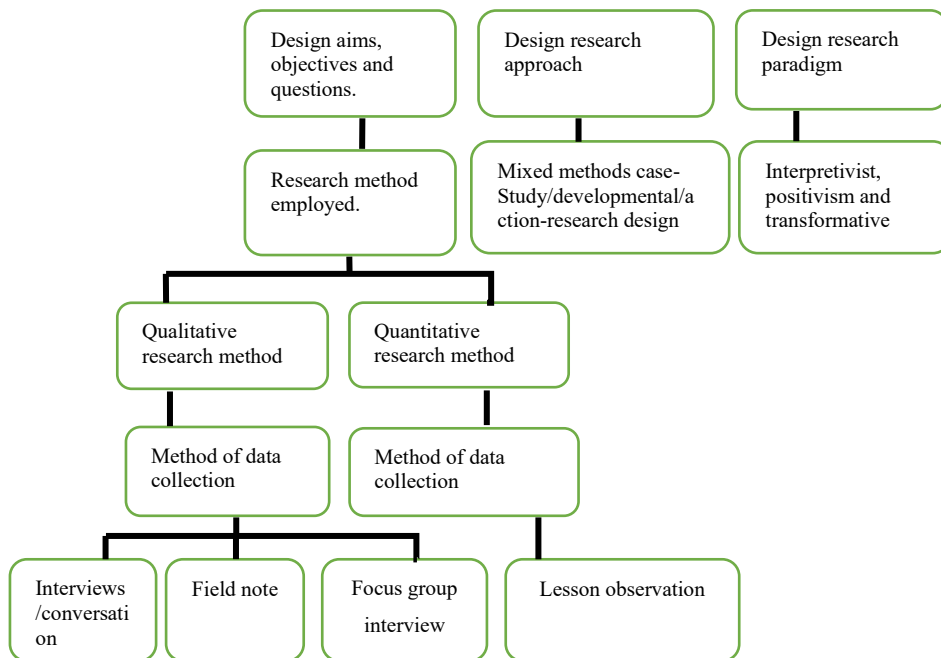 Design aims,
objectives and
questions.
Design research
approach
Design research
paradigm
Research method
employed.
Mixed methods case-
Study/developmental/a
ction-research design
Interpretivist,
positivism and
transformative
Qualitative
research method
Quantitative
research method
Method of data
collection
Method of data
collection
Interviews
/conversati
on
Field note
Focus group
interview
Lesson observation